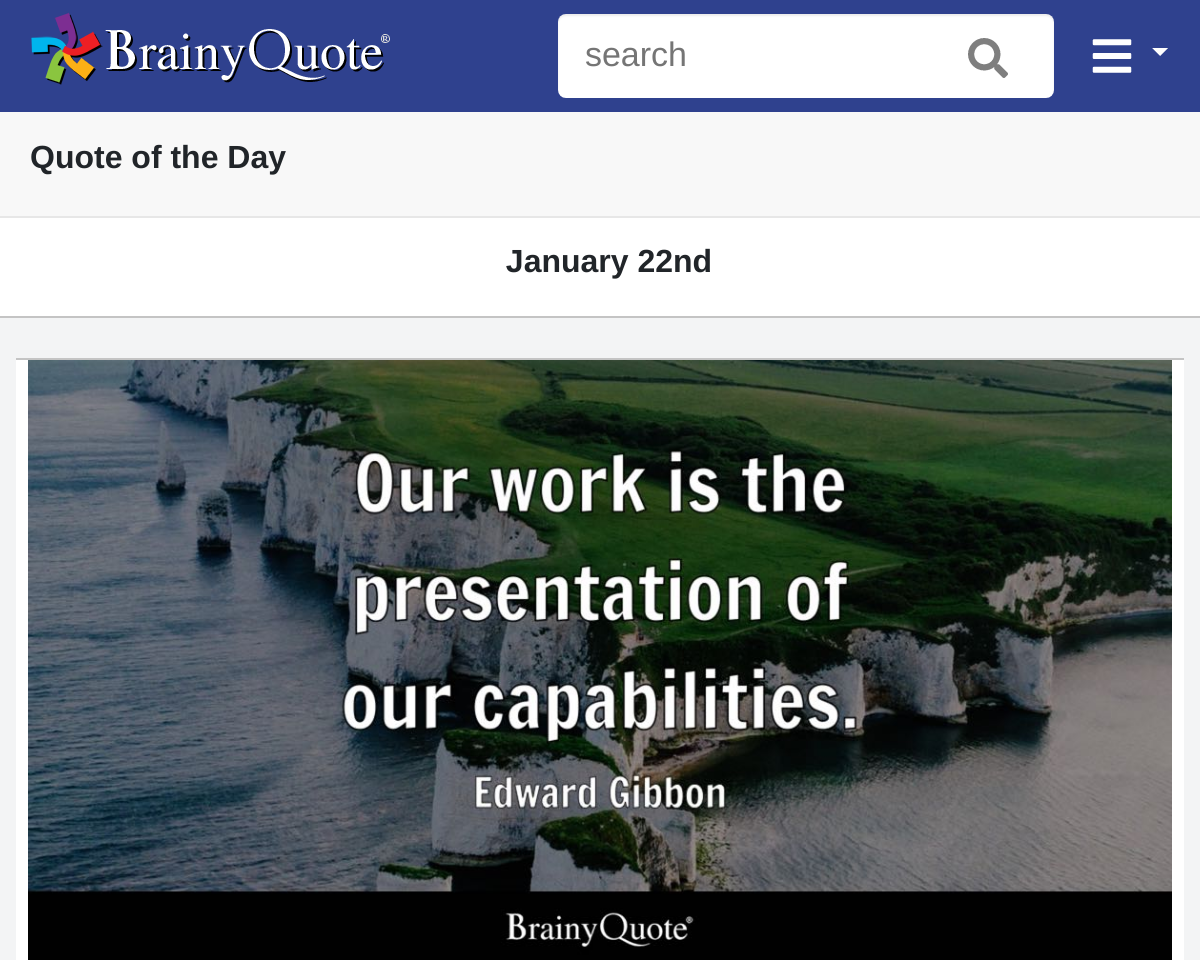 BrainyQuote®
search
Quote of the Day
January 22nd
Our work is the
presentation of
our capabilities.
Edward Gibbon
BrainyQuote®